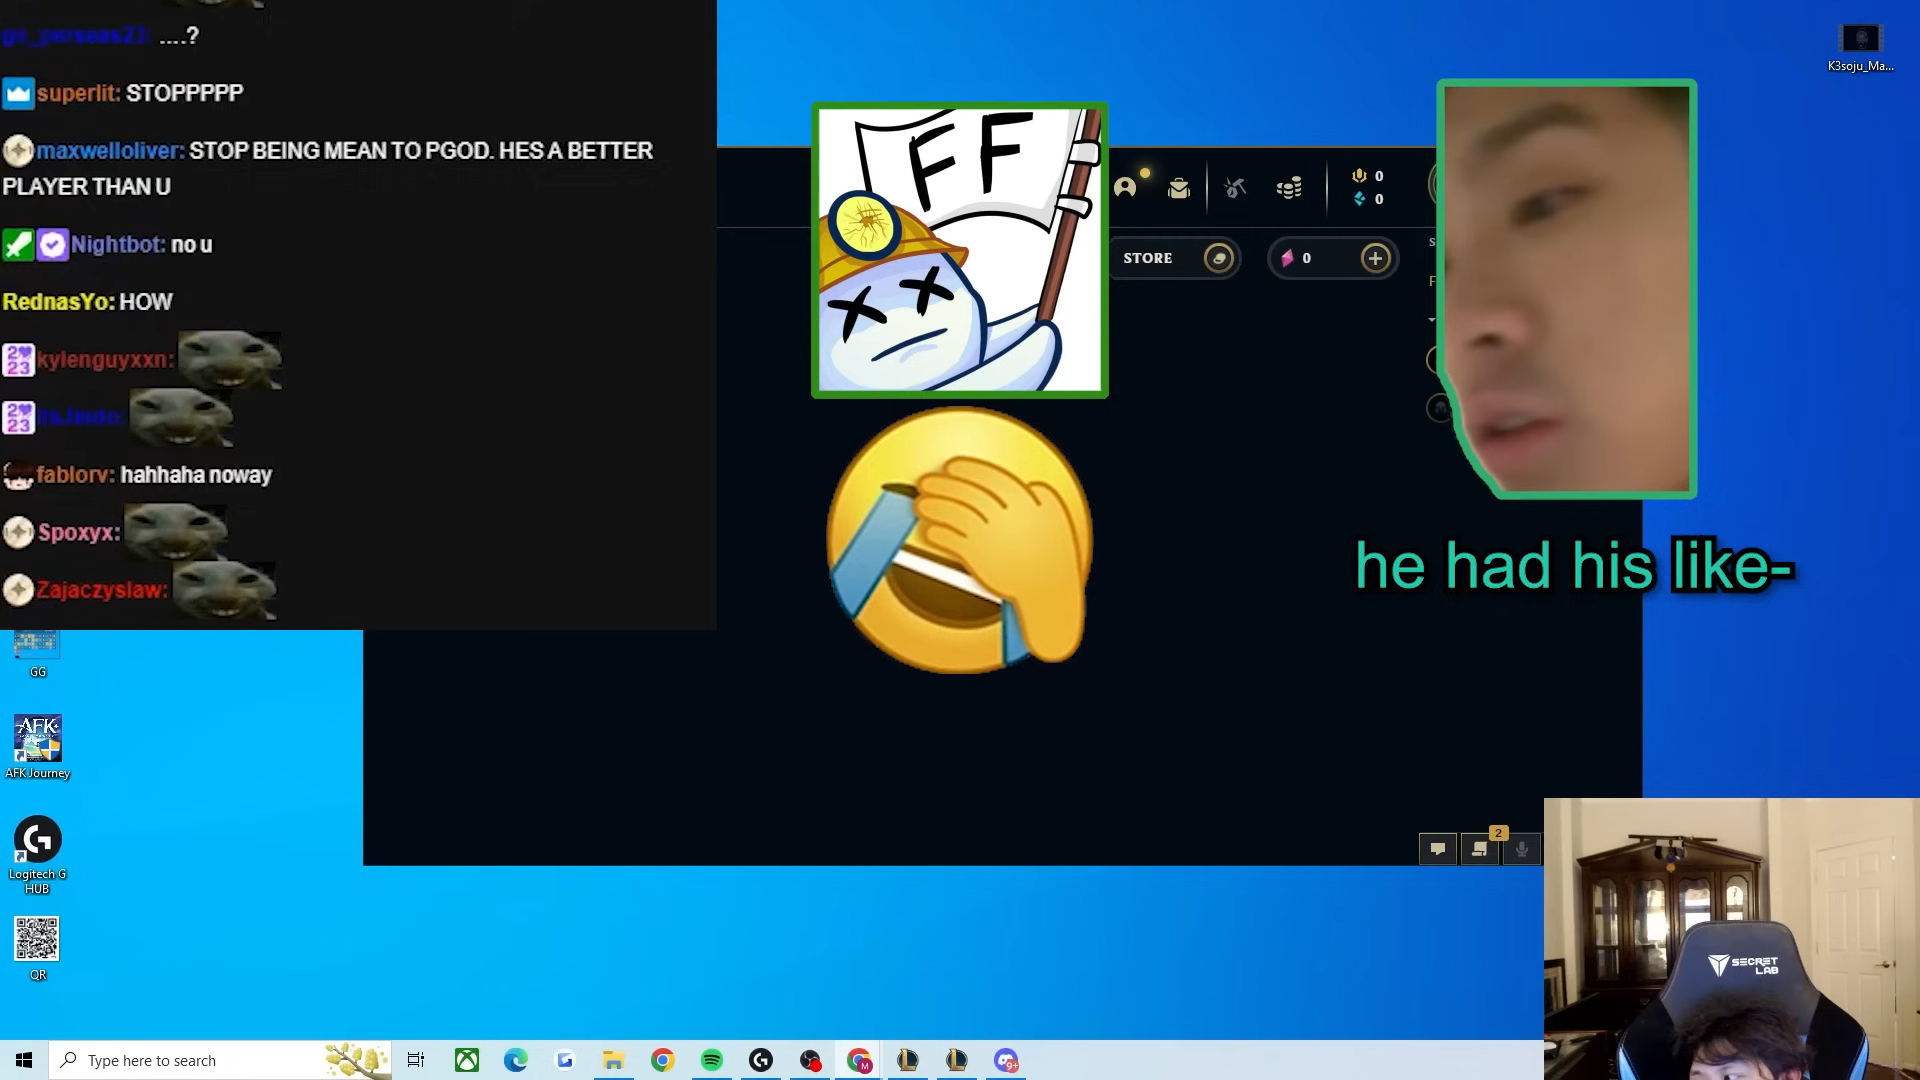 ....?
superlit: STOPPPPP
maxwelloliver: STOP BEING MEAN TO PGOD. HES A BETTER
PLAYER THAN U
Nightbot: no u
RednasYo: HOW
kylenguyxxn:
ItsJindo:
fablorv: hahhaha noway
Spoxyx:
Zajaczyslaw:
FF
0
0
STORE
0
he had his like-
K3soju_Ma...
2
GG
AFK
AFK Journey
Logitech G
HUB
QR
SECRET
LAB
Type here to search
9+